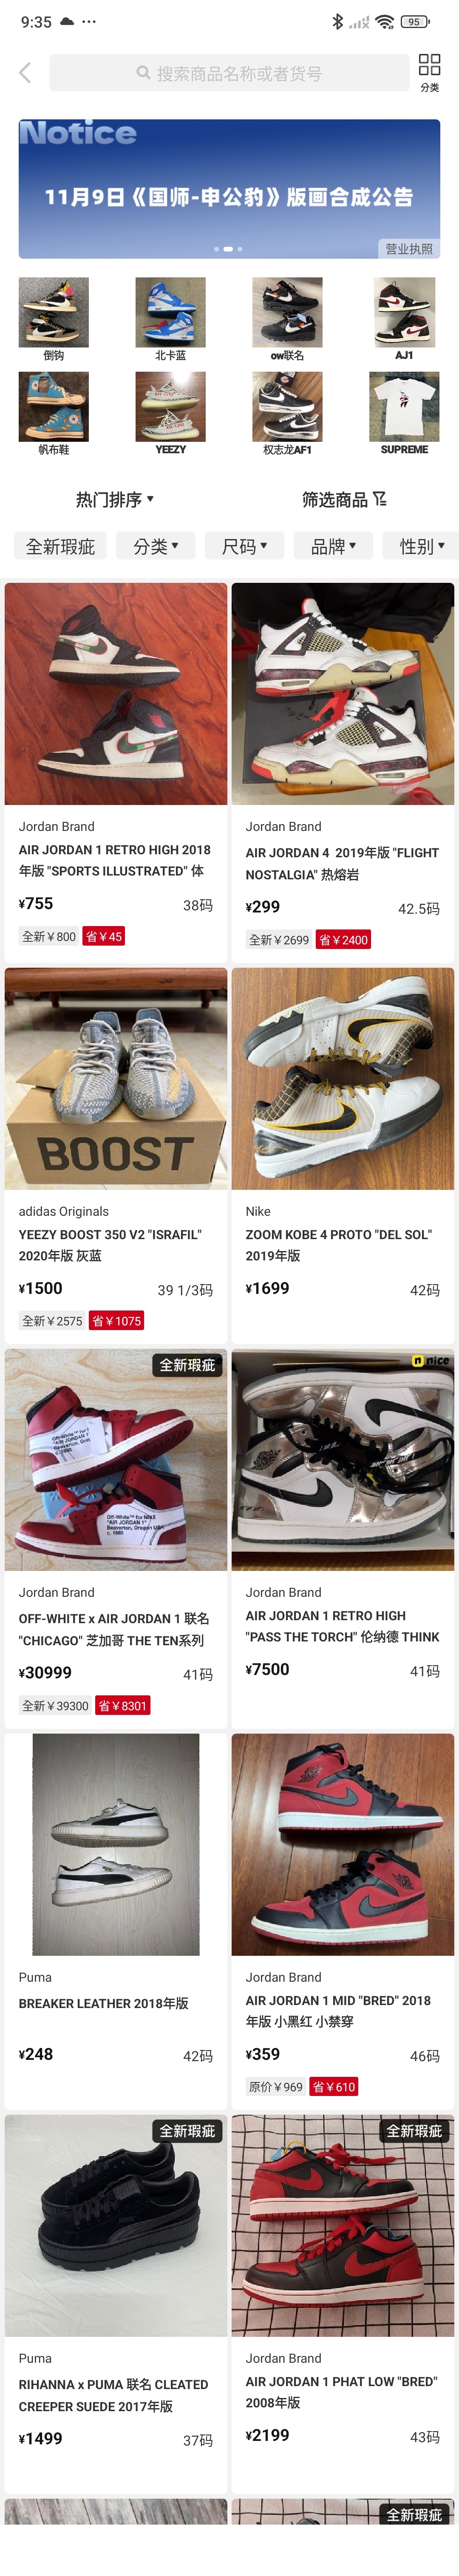 9:35
95
搜索商品名称或者货号
分类
Notice
11月9日《国师-申公豹》版画合成公告
营业执照
倒钩
北卡蓝
ow联名
AJ1
帆布鞋
YEEZY
权志龙AF1
SUPREME
热门排序
筛选商品
全新瑕疵
分类
尺码
品牌
性别
Jordan Brand
AIR JORDAN 1 RETRO HIGH 2018
年版 "SPORTS ILLUSTRATED" 体
¥755
38码
全新￥800
省￥45
Jordan Brand
AIR JORDAN 4 2019年版 "FLIGHT
NOSTALGIA" 热熔岩
¥299
42.5码
全新￥2699
省￥2400
BOOST
adidas Originals
YEEZY BOOST 350 V2 "ISRAFIL"
2020年版 灰蓝
¥1500
39 1/3码
全新￥2575
省￥1075
Nike
ZOOM KOBE 4 PROTO "DEL SOL"
2019年版
¥1699
42码
全新瑕疵
Off-White™ for NIKE
"AIR JORDAN 1"
Beaverton, Oregon USA
c. 1985
Jordan Brand
OFF-WHITE x AIR JORDAN 1 联名
"CHICAGO" 芝加哥 THE TEN系列
¥30999
41码
全新￥39300
省￥8301
nice
Jordan Brand
AIR JORDAN 1 RETRO HIGH
"PASS THE TORCH" 伦纳德 THINK
¥7500
41码
Puma
BREAKER LEATHER 2018年版
¥248
42码
Jordan Brand
AIR JORDAN 1 MID "BRED" 2018
年版 小黑红 小禁穿
¥359
46码
原价￥969
省￥610
全新瑕疵
Puma
RIHANNA x PUMA 联名 CLEATED
CREEPER SUEDE 2017年版
¥1499
37码
全新瑕疵
Jordan Brand
AIR JORDAN 1 PHAT LOW "BRED"
2008年版
¥2199
43码
全新瑕疵